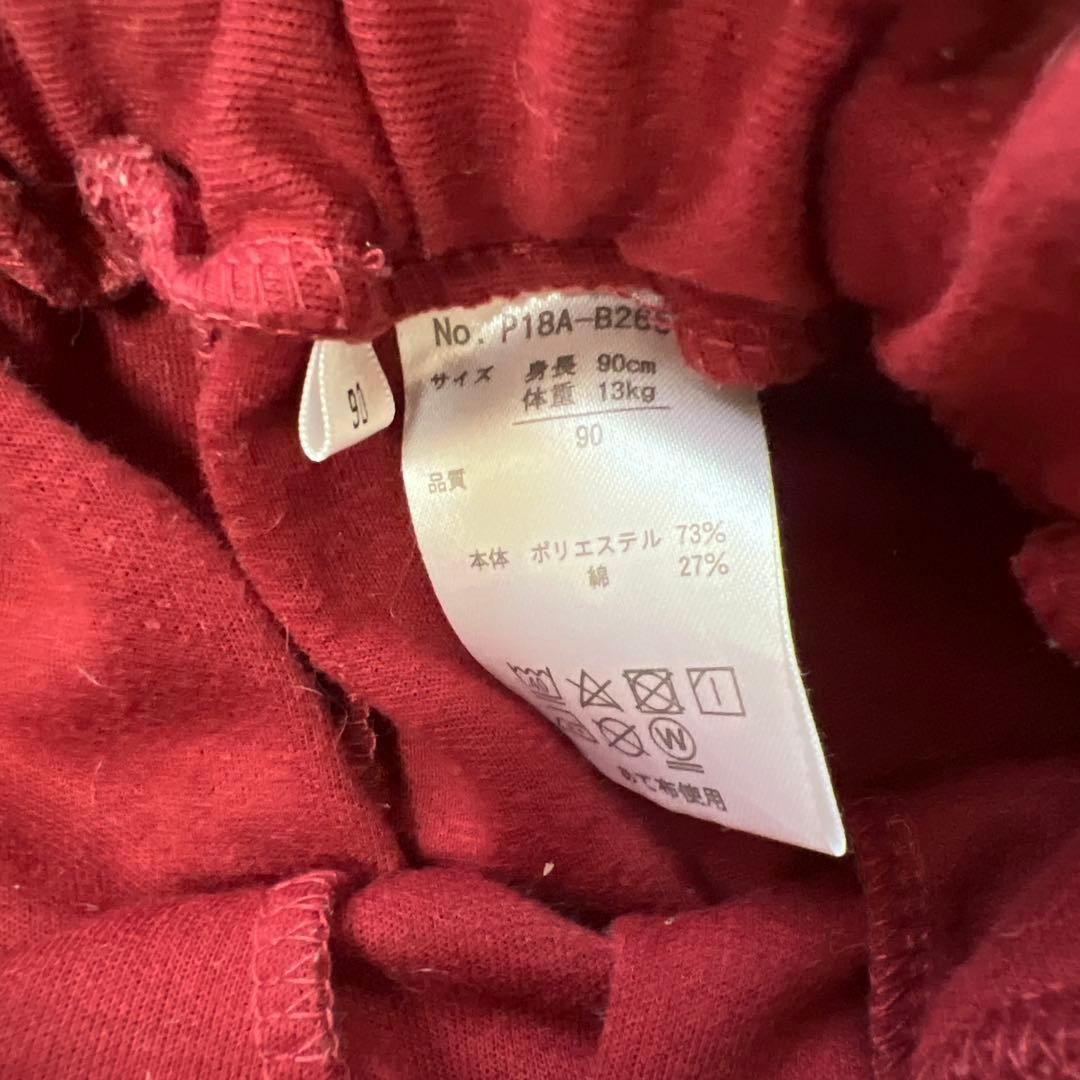 No. P18A-B26
サイズ 身長 90cm
体重 13kg
90
品質
本体 ポリエステル 73%
綿 27%
W
あて布使用
90